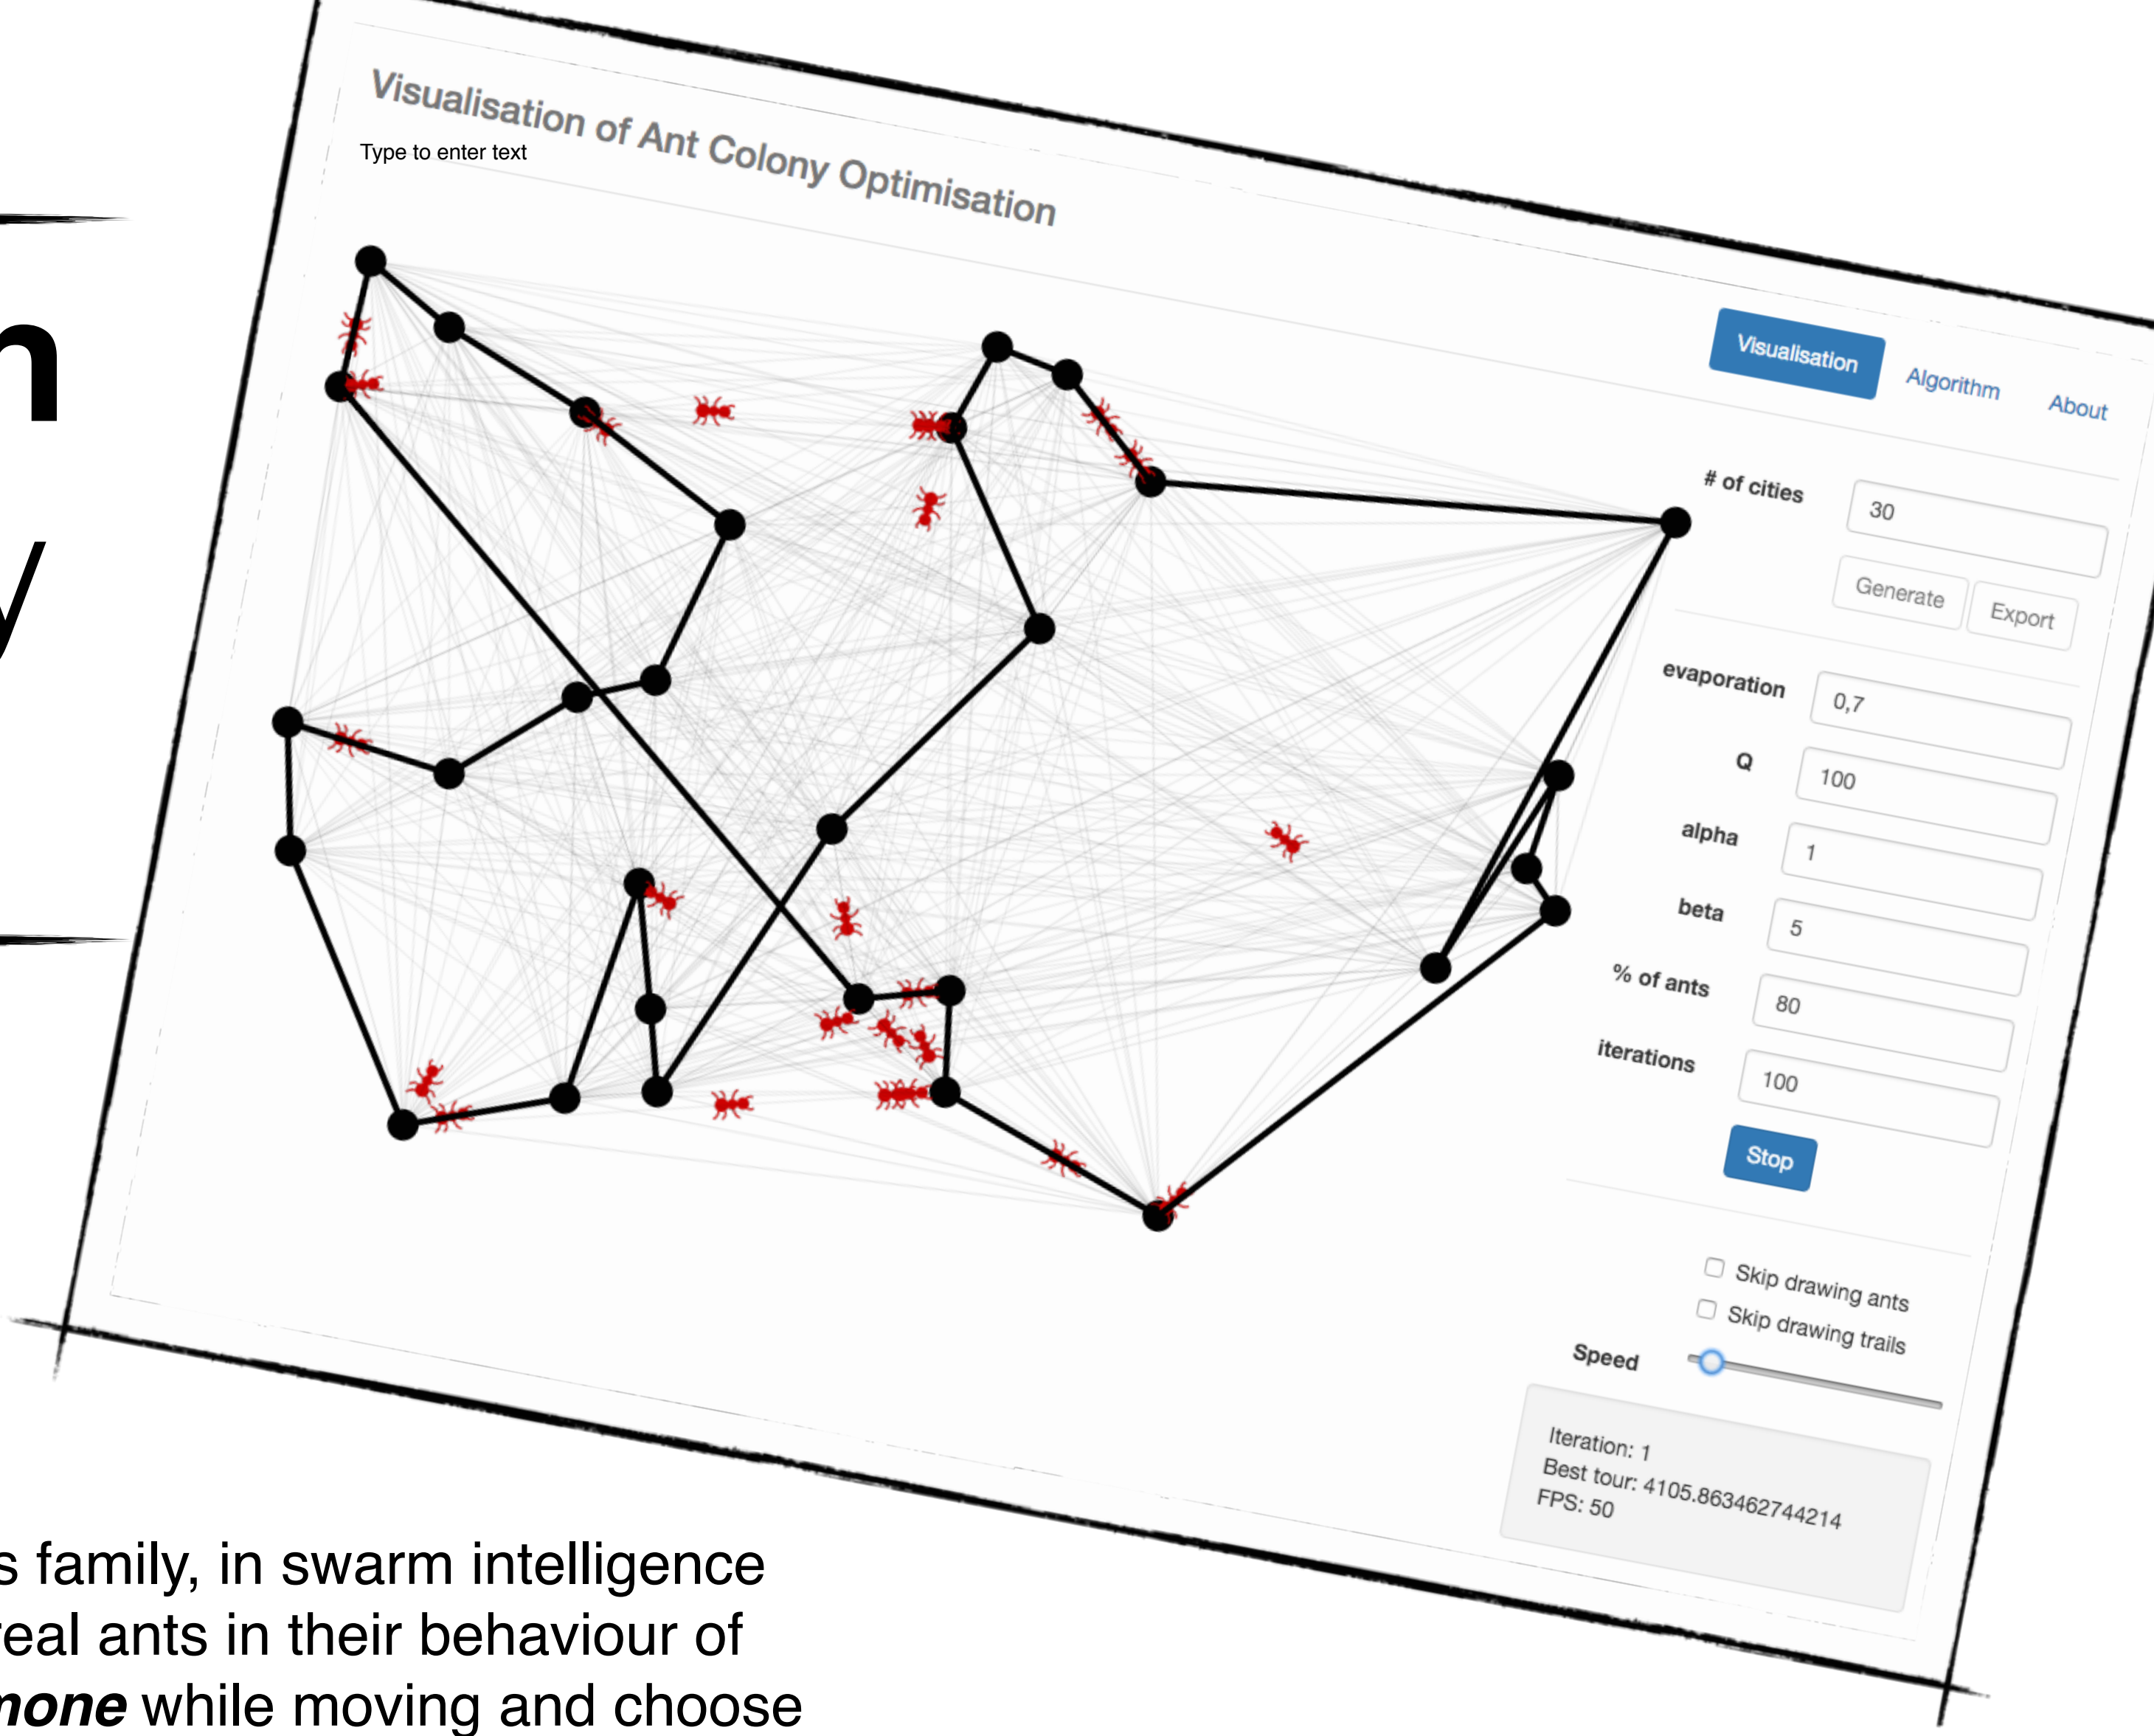 Visualisation of Ant Colony Optimisation
Type to enter text
n
y
Visualisation Algorithm About
# of cities 30
Generate Export
evaporation 0,7
Q 100
alpha 1
beta 5
% of ants 80
iterations 100
Stop
Skip drawing ants
Skip drawing trails
Speed
Iteration: 1
Best tour: 4105.863462744214
FPS: 50
s family, in swarm intelligence
real ants in their behaviour of
mone while moving and choose